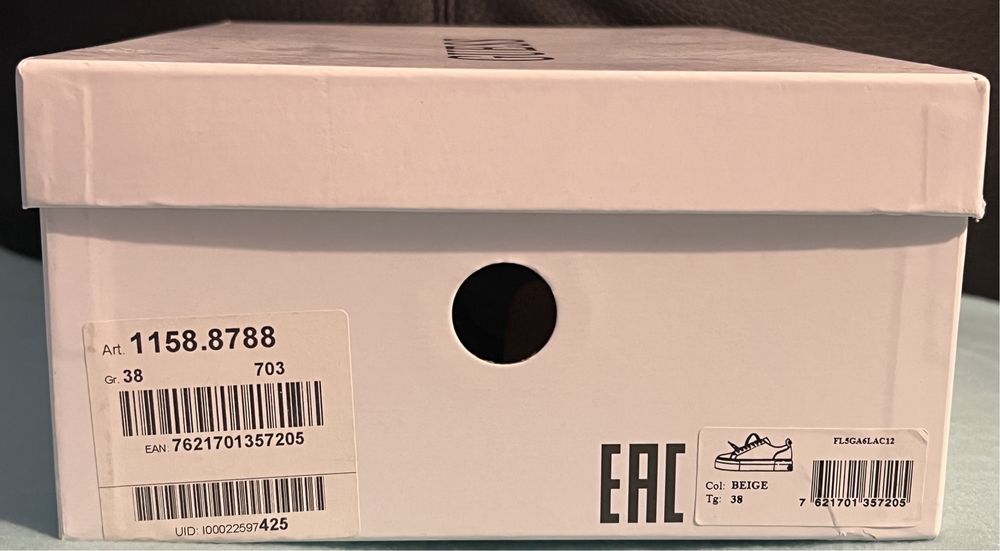 GUESS
Art. 1158.8788
Gr. 38 703
EAN: 7621701357205
UID: I00022597425
EAC
FL5GA6LAC12
Col: BEIGE
Tg: 38
7 621701 357205